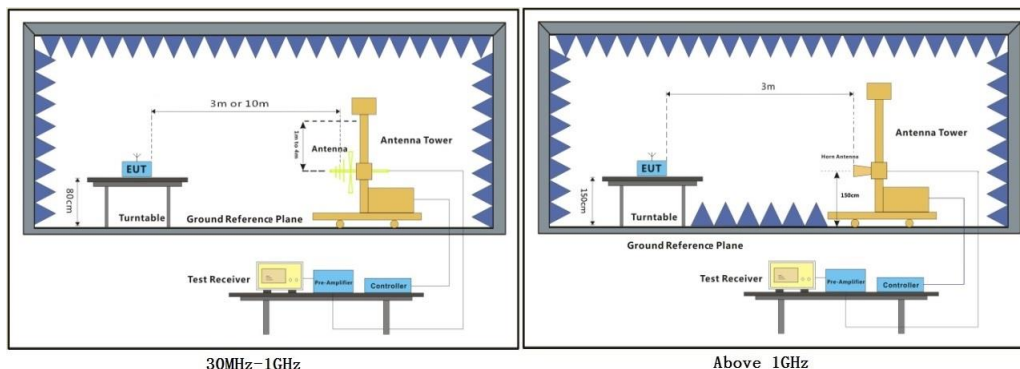 3m or 10m
1m to 4m
Antenna
Antenna Tower
EUT
80cm
Turntable
Ground Reference Plane
Test Receiver
Pre-Amplifier
Controller
30MHz-1GHz
3m
Antenna Tower
Horn Antenna
EUT
150cm
150cm
Turntable
Ground Reference Plane
Test Receiver
Pre-Amplifier
Controller
Above 1GHz